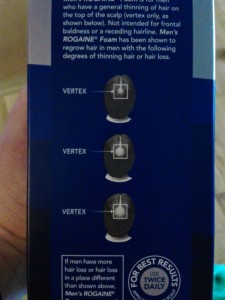 who have a general thinning of hair on
the top of the scalp (vertex only, as
shown below). Not intended for frontal
baldness or a receding hairline. Men's
ROGAINE® Foam has been shown to
regrow hair in men with the following
degrees of thinning hair or hair loss.
VERTEX
VERTEX
VERTEX
If men have more
hair loss or hair loss
in a place different
than shown above,
Men's ROGAINE®
FOR BEST RESULTS
USE
TWICE
DAILY